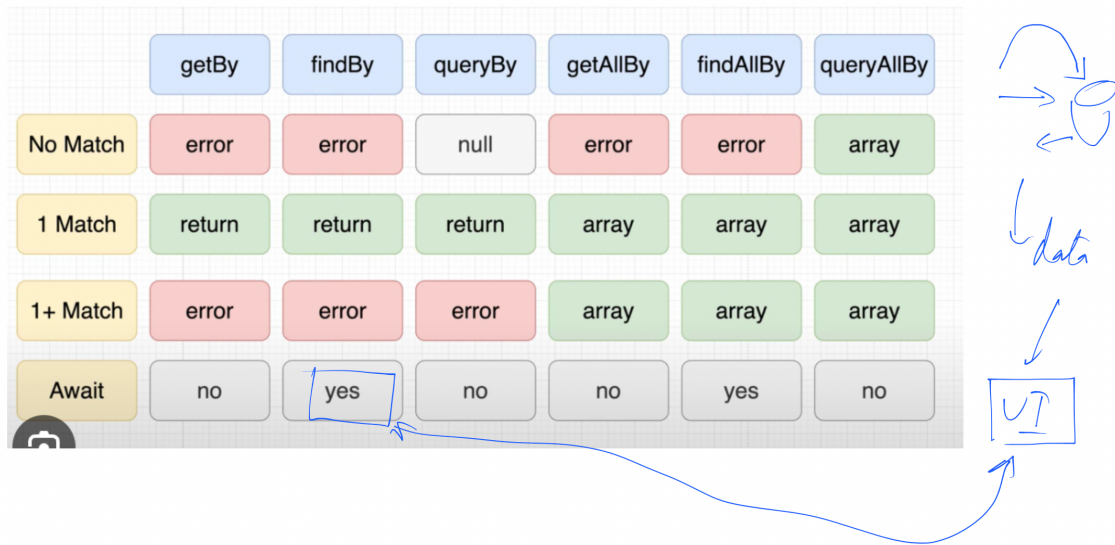 getBy findBy queryBy getAllBy findAllBy queryAllBy
No Match error error null error error array
1 Match return return return array array array
1+ Match error error error array array array
Await no yes no no yes no
data
UI